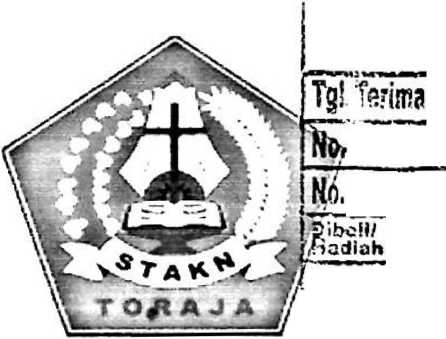 STAKN
TORAJA
Tgl. Terima
No.
No.
Dibeli/
Hadiah